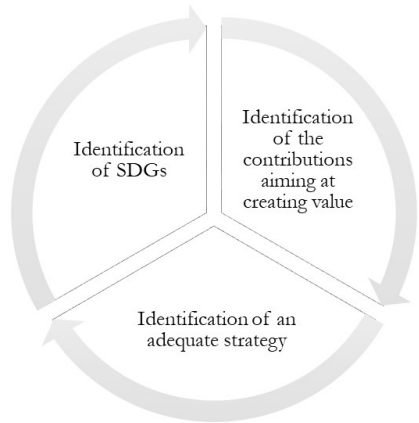 Identification
of SDGs
Identification
of the
contributions
aiming at
creating value
Identification of an
adequate strategy